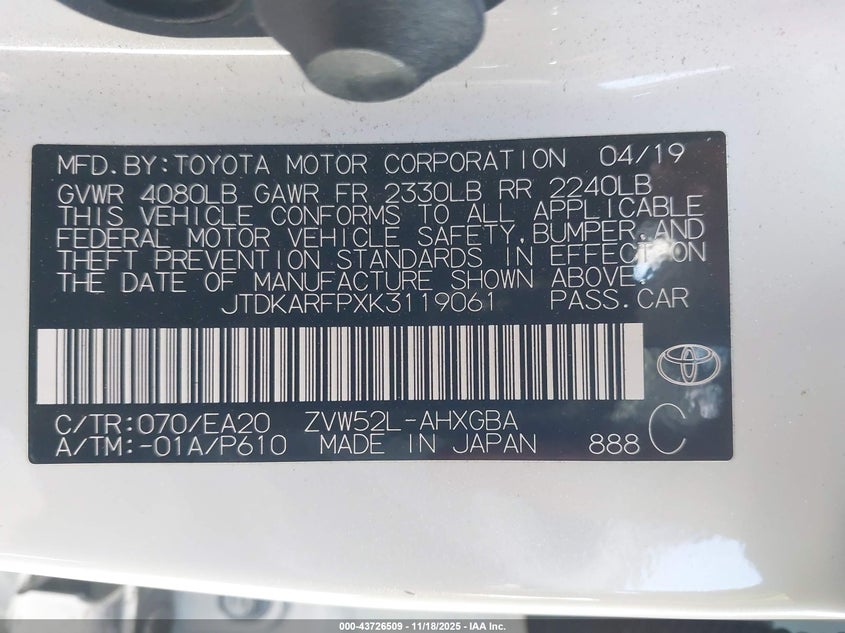 MFD.BY:TOYOTA MOTOR CORPORATION 04/19
GVWR 4080LB GAWR FR 2330LB RR 2240LB
THIS VEHICLE CONFORMS TO ALL APPLICABLE
FEDERAL MOTOR VEHICLE SAFETY,BUMPER,AND
THEFT PREVENTION STANDARDS IN EFFECT ON
THE DATE OF MANUFACTURE SHOWN ABOVE.
JTDKARFPXK3119061 PASS.CAR
C/TR:070/EA20 ZVW52L-AHXGBA
A/TM:-01A/P610 MADE IN JAPAN 888 C
000-43726509 - 11/18/2025 - IAA Inc.